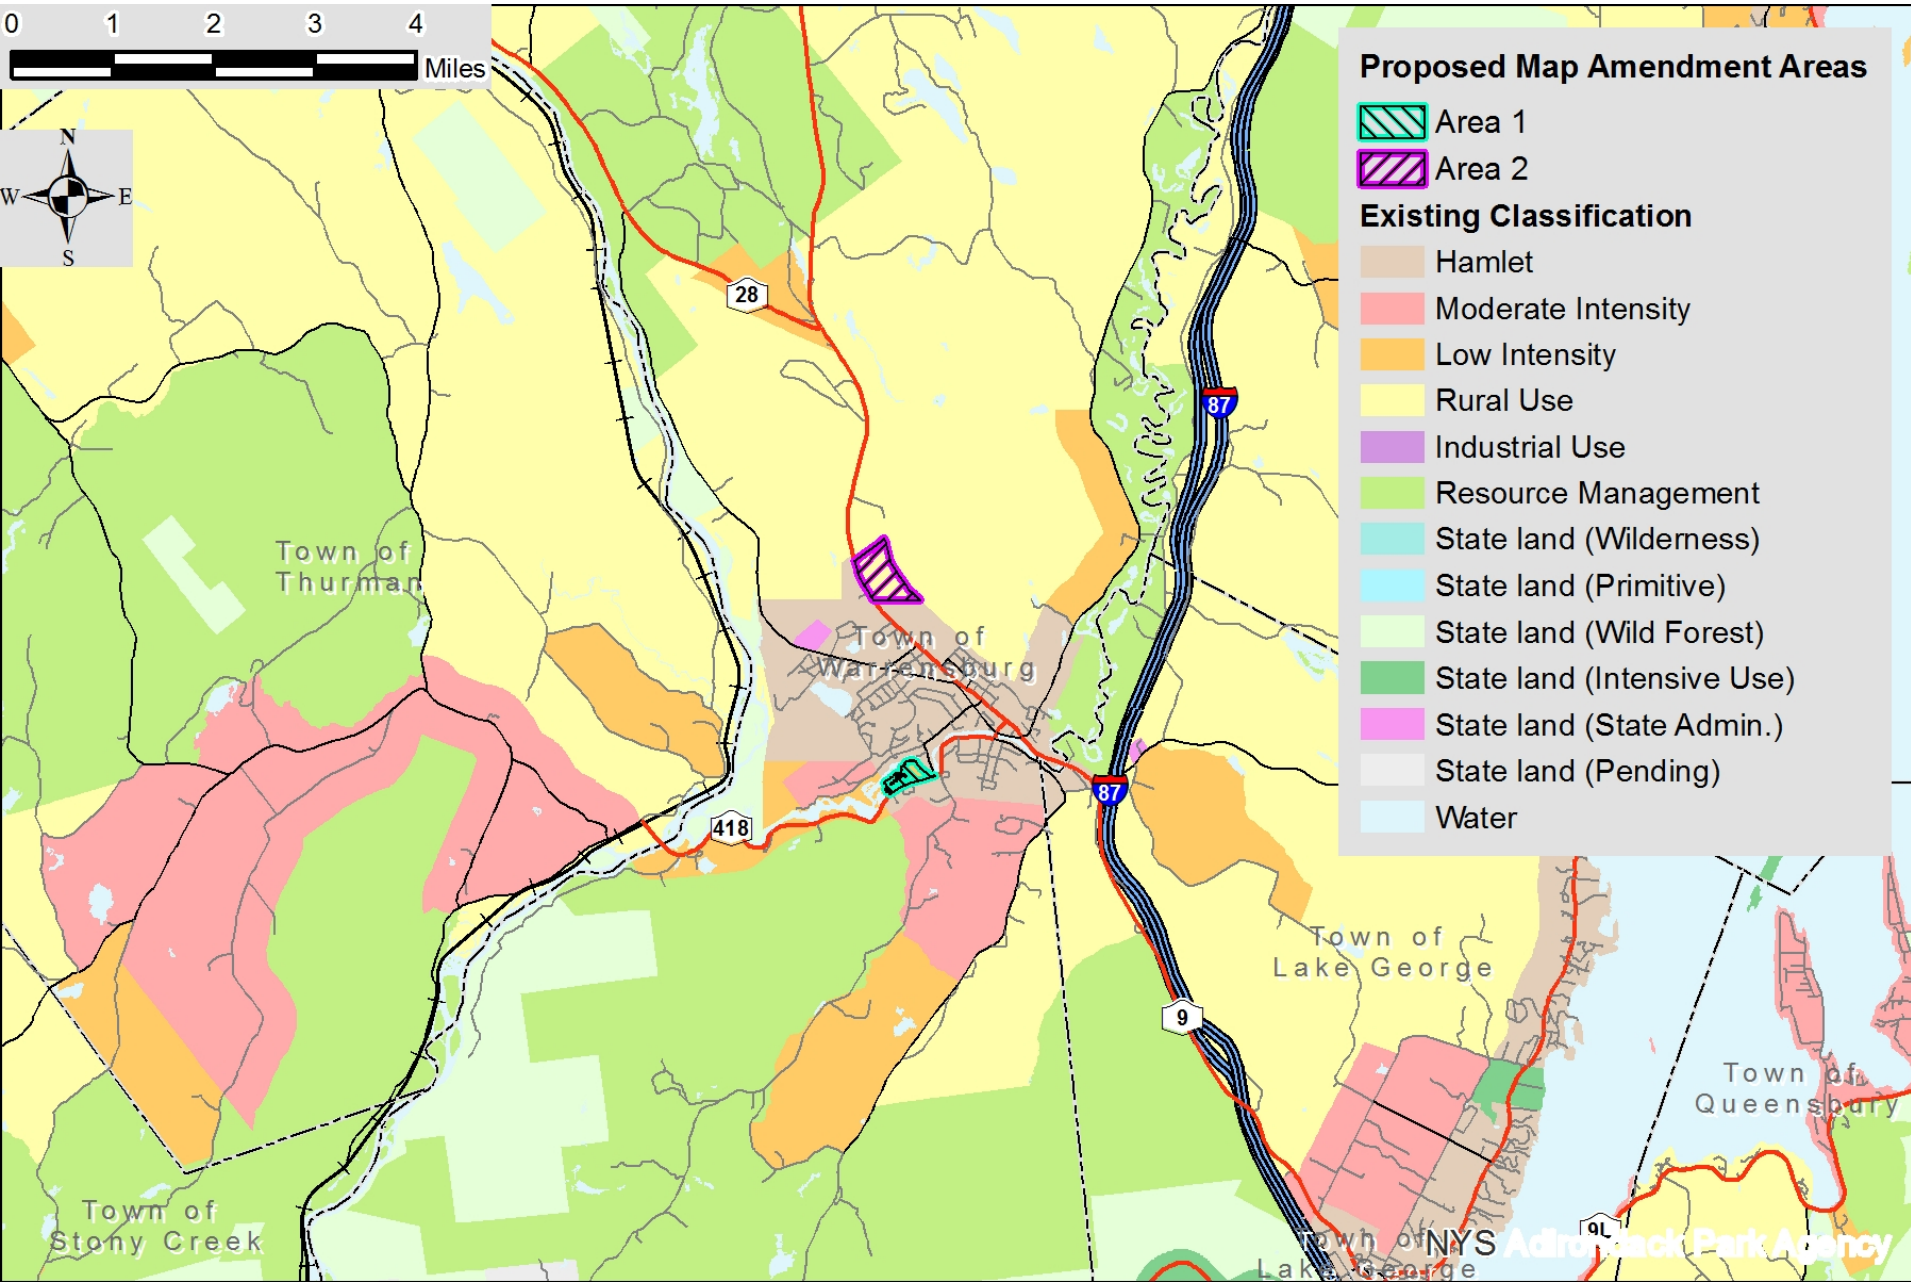 0 1 2 3 4
Miles
N
W E
S
Proposed Map Amendment Areas
Area 1
Area 2
Existing Classification
Hamlet
Moderate Intensity
Low Intensity
Rural Use
Industrial Use
Resource Management
State land (Wilderness)
State land (Primitive)
State land (Wild Forest)
State land (Intensive Use)
State land (State Admin.)
State land (Pending)
Water
28
87
Town of
Thurman
Town of
Warrensburg
87
418
Town of
Lake George
9
Town of
Queensbury
Town of
Stony Creek
9L
Town of
Lake George
NYS Adirondack Park Agency